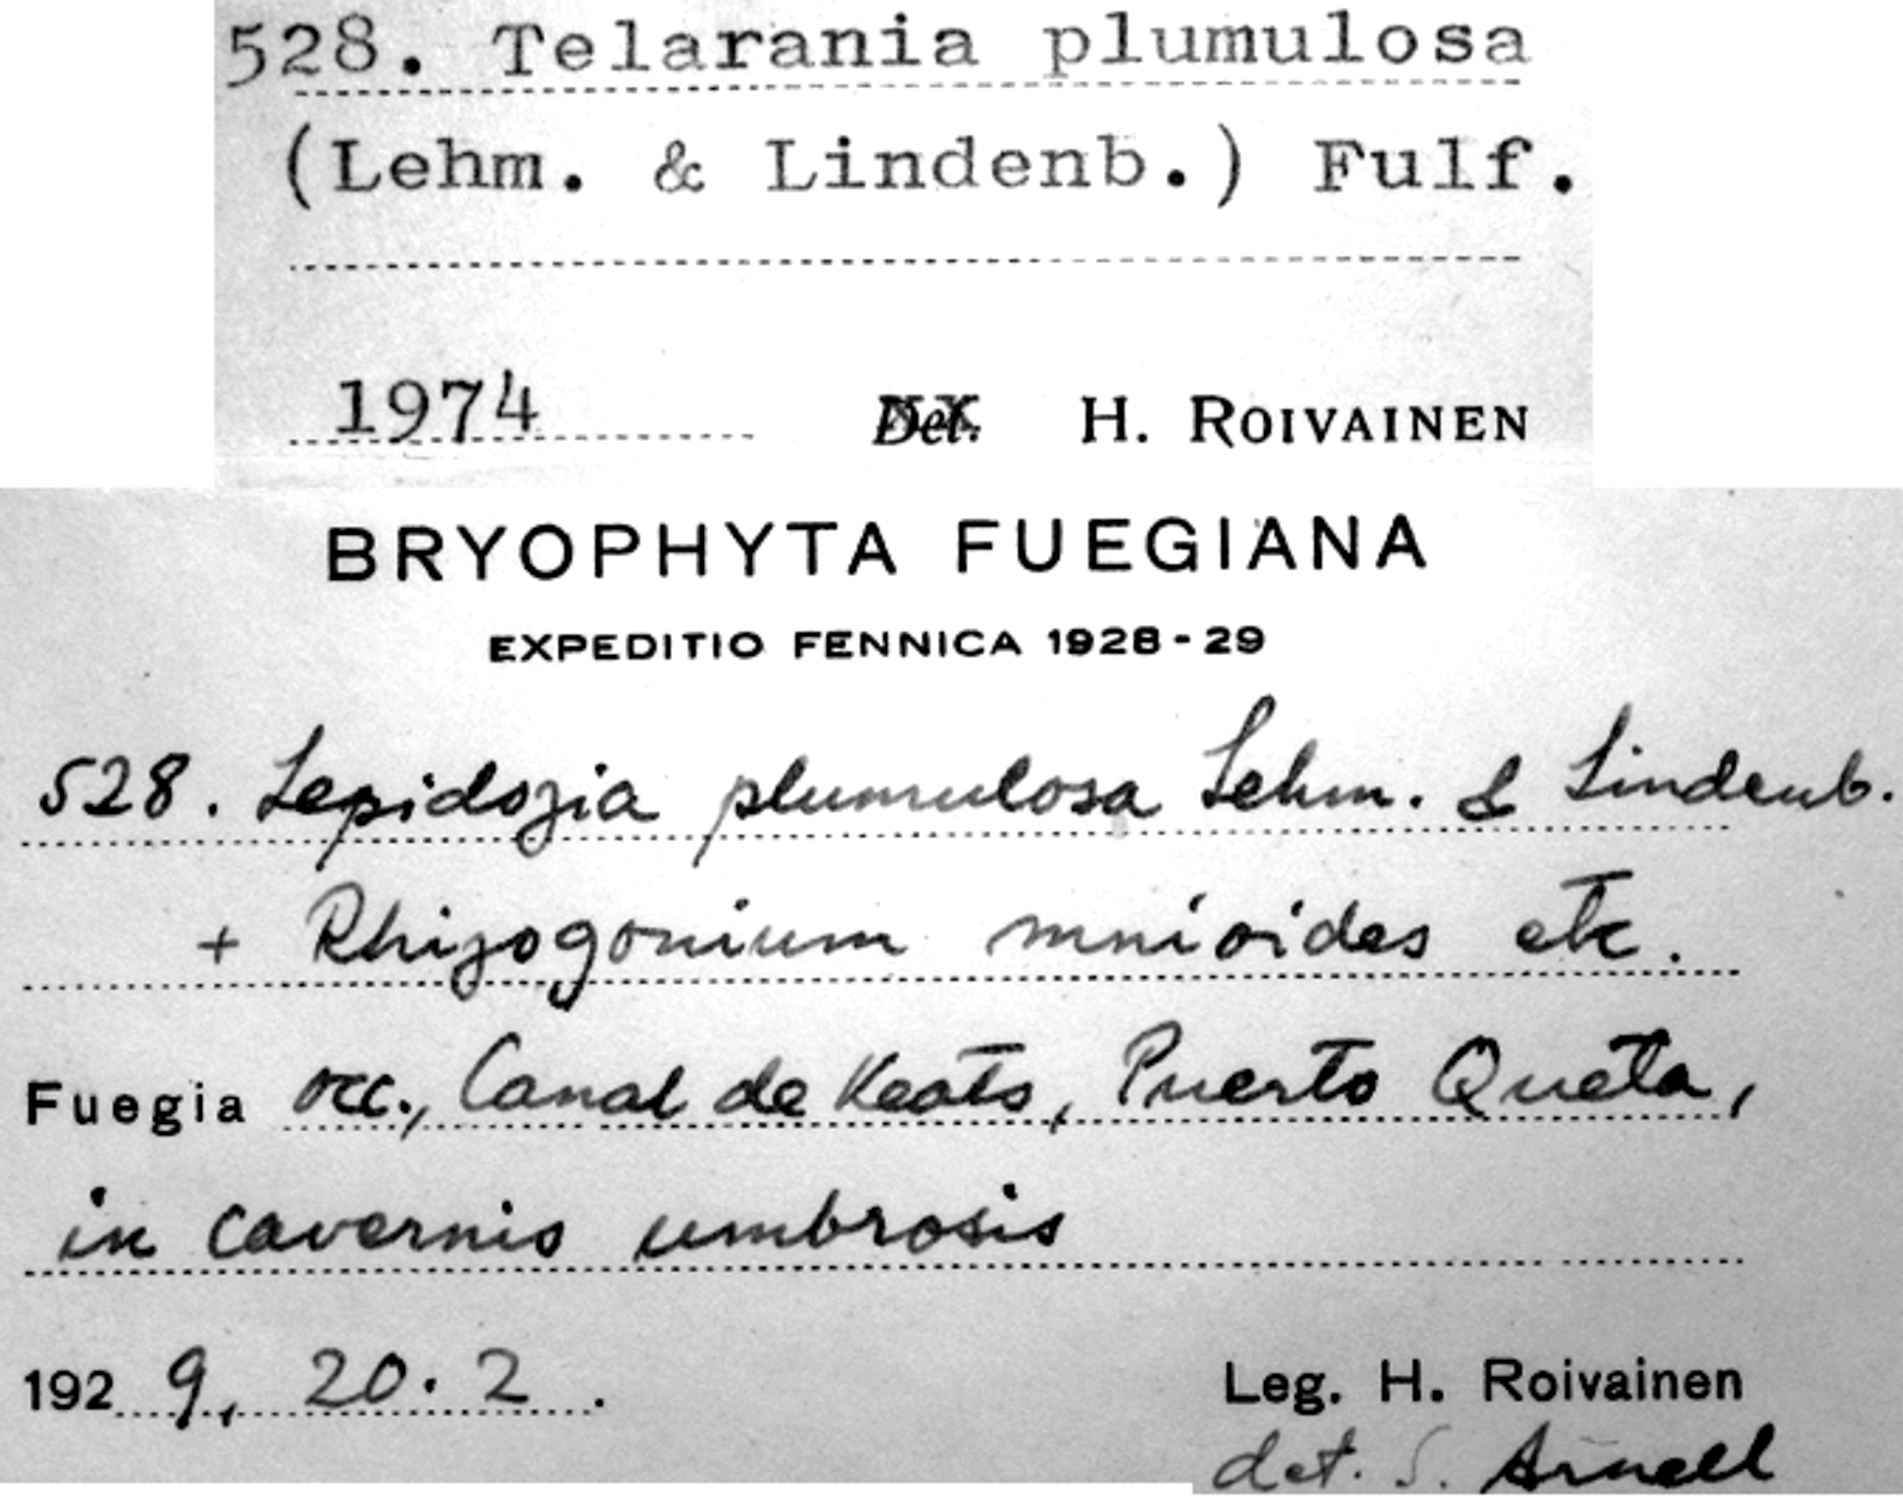 528. Telarania plumulosa
(Lehm. & Lindenb.) Fulf.
1974 Det. H. ROIVAINEN
BRYOPHYTA FUEGIANA
EXPEDITIO FENNICA 1928-29
528. Lepidozia plumulosa Lehm. & Lindenb.
+ Rhizogonium mnioides etc.
Fuegia occ., Canal de Keats, Puerto Queta,
in cavernis umbrosis
1929, 20.2.
Leg. H. Roivainen
det. S. Arnell